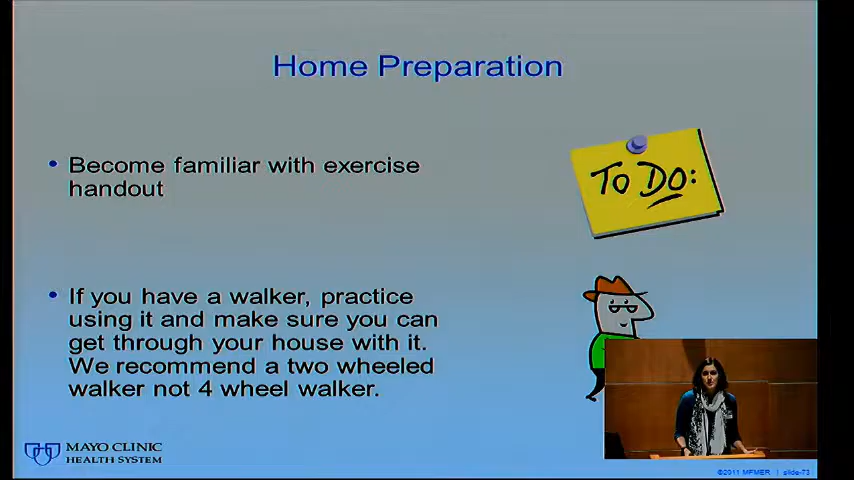 Home Preparation
• Become familiar with exercise
handout
To Do:
• If you have a walker, practice
using it and make sure you can
get through your house with it.
We recommend a two wheeled
walker not 4 wheel walker.
MAYO CLINIC
HEALTH SYSTEM
©2011 MFMER | slide-73